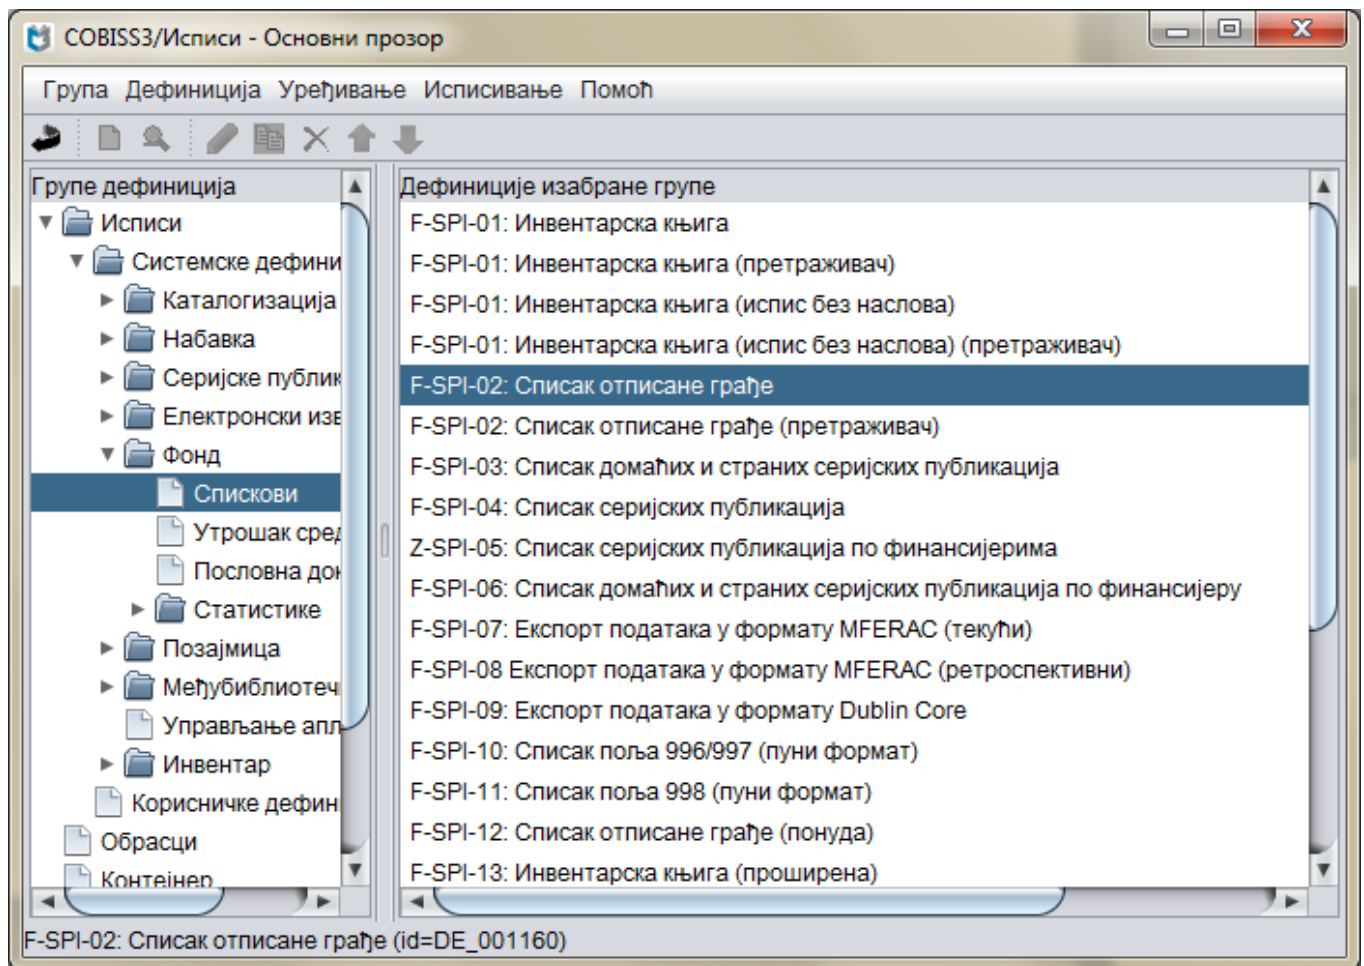 COBISS3/Исписи - Основни прозор
Група Дефиниција Уређивање Исписивање Помоћ
Групе дефиниција
Исписи
Системске дефини
Каталогизација
Набавка
Серијске публик
Електронски изв
Фонд
Спискови
Утрошак сред
Пословна док
Статистике
Позајмица
Међубиблиотечн
Управљање апл
Инвентар
Корисничке дефин
Обрасци
Контејнер
Дефиниције изабране групе
F-SPI-01: Инвентарска књига
F-SPI-01: Инвентарска књига (претраживач)
F-SPI-01: Инвентарска књига (испис без наслова)
F-SPI-01: Инвентарска књига (испис без наслова) (претраживач)
F-SPI-02: Списак отписане грађе
F-SPI-02: Списак отписане грађе (претраживач)
F-SPI-03: Списак домаћих и страних серијских публикација
F-SPI-04: Списак серијских публикација
Z-SPI-05: Списак серијских публикација по финансијерима
F-SPI-06: Списак домаћих и страних серијских публикација по финансијеру
F-SPI-07: Експорт података у формату MFERAC (текући)
F-SPI-08 Експорт података у формату MFERAC (ретроспективни)
F-SPI-09: Експорт података у формату Dublin Core
F-SPI-10: Списак поља 996/997 (пуни формат)
F-SPI-11: Списак поља 998 (пуни формат)
F-SPI-12: Списак отписане грађе (понуда)
F-SPI-13: Инвентарска књига (проширена)
F-SPI-02: Списак отписане грађе (id=DE_001160)